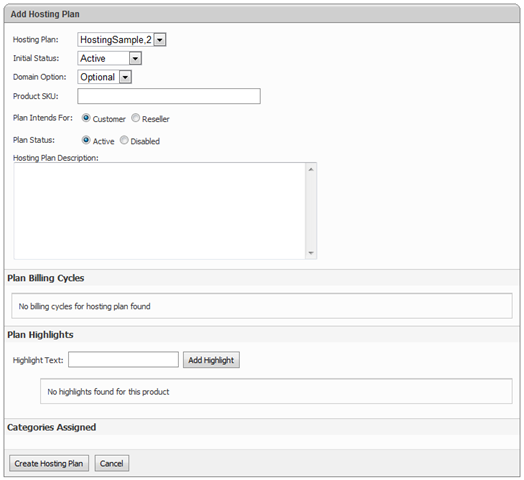 Add Hosting Plan
Hosting Plan: HostingSample,2
Initial Status: Active
Domain Option: Optional
Product SKU:
Plan Intends For: Customer Reseller
Plan Status: Active Disabled
Hosting Plan Description:
Plan Billing Cycles
No billing cycles for hosting plan found
Plan Highlights
Highlight Text: Add Highlight
No highlights found for this product
Categories Assigned
Create Hosting Plan Cancel